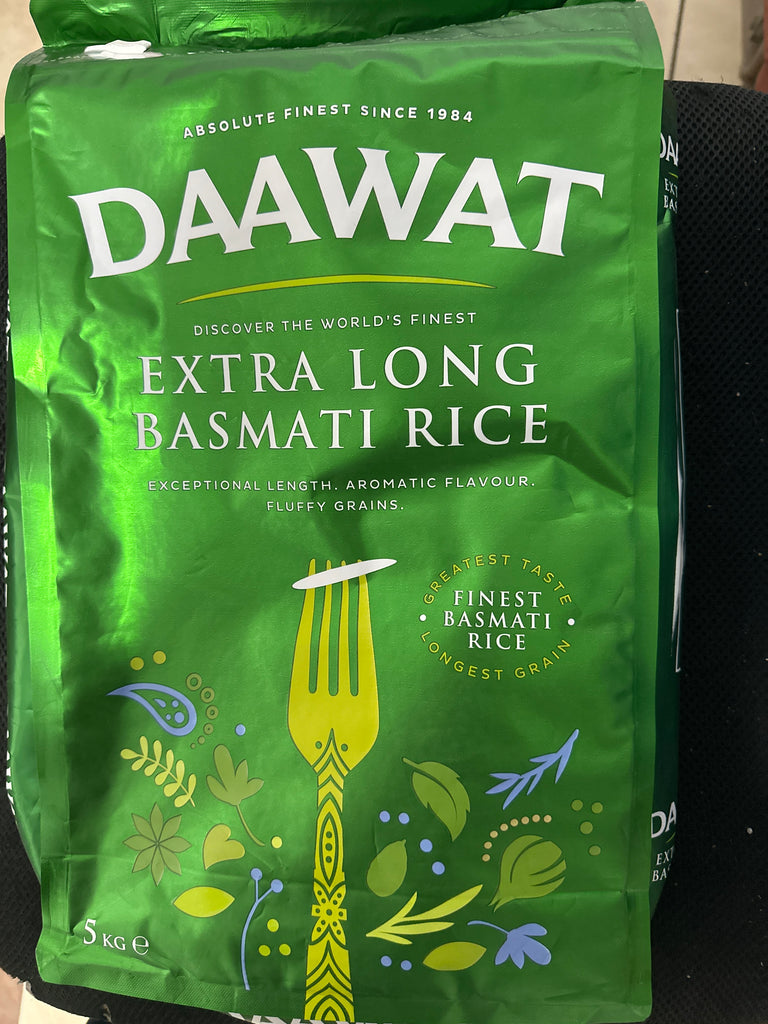 ABSOLUTE FINEST SINCE 1984
DAAWAT
DISCOVER THE WORLD'S FINEST
EXTRA LONG
BASMATI RICE
EXCEPTIONAL LENGTH. AROMATIC FLAVOUR.
FLUFFY GRAINS.
GREATEST TASTE
• FINEST BASMATI RICE •
LONGEST GRAIN
5 KG ℮